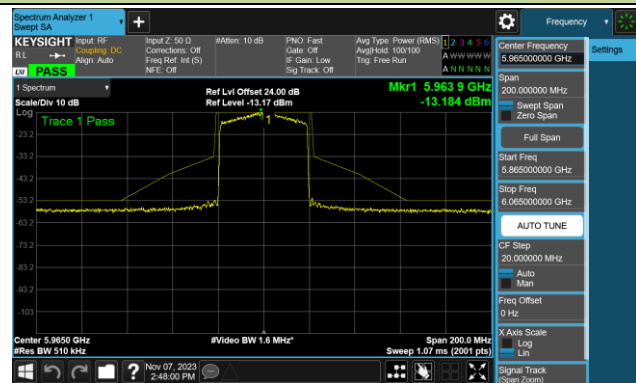 Spectrum Analyzer 1
Swept SA
Frequency
KEYSIGHT
RL
PASS
Input: RF
Coupling: DC
Align: Auto
Input Z: 50 Ω
Corrections: Off
Freq Ref: Int (S)
NFE: Off
#Atten: 10 dB
PNO: Fast
Gate: Off
IF Gain: Low
Sig Track: Off
Avg Type: Power (RMS)
Avg|Hold: 100/100
Trig: Free Run
1 2 3 4 5 6
A W W W W W
A N N N N N
1 Spectrum
Scale/Div 10 dB
Ref Lvl Offset 24.00 dB
Ref Level -13.17 dBm
Mkr1 5.963 9 GHz
-13.184 dBm
Log
Trace 1 Pass
1
-23.2
-33.2
-43.2
-53.2
-63.2
-73.2
-83.2
-93.2
-103
Center 5.9650 GHz
#Res BW 510 kHz
#Video BW 1.6 MHz*
Span 200.0 MHz
Sweep 1.07 ms (2001 pts)
Nov 07, 2023
2:48:00 PM
Center Frequency
5.965000000 GHz
Settings
Span
200.000000 MHz
Swept Span
Zero Span
Full Span
Start Freq
5.865000000 GHz
Stop Freq
6.065000000 GHz
AUTO TUNE
CF Step
20.000000 MHz
Auto
Man
Freq Offset
0 Hz
X Axis Scale
Log
Lin
Signal Track
(Span Zoom)